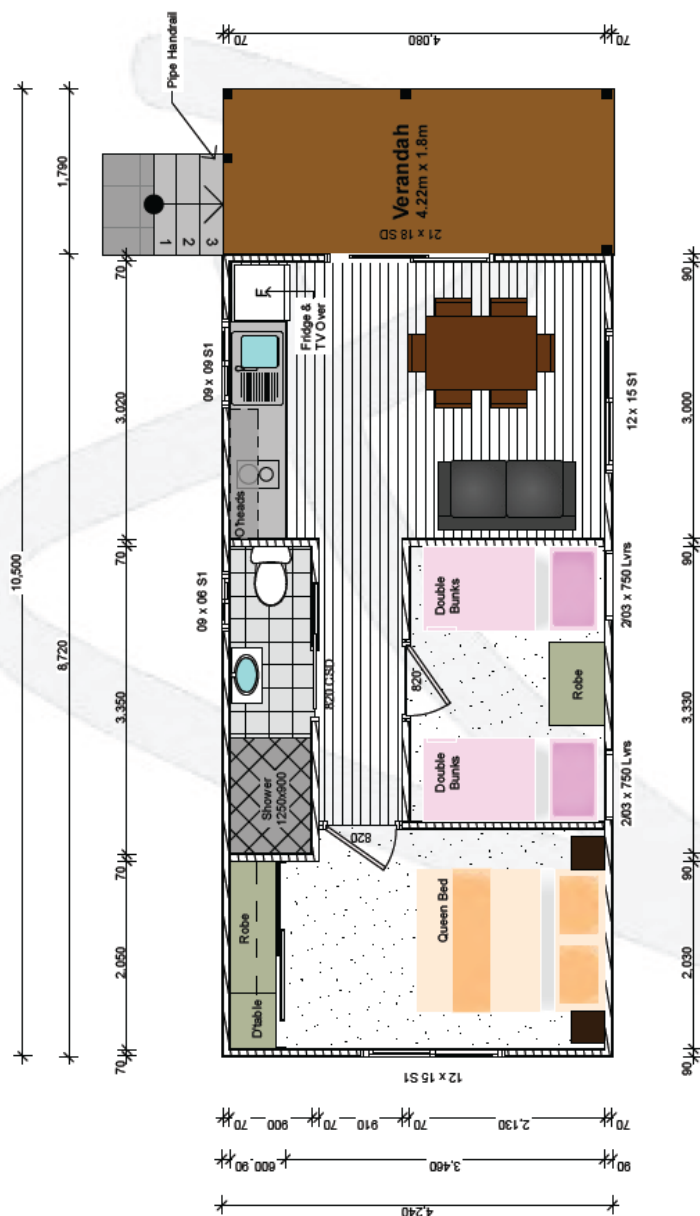 10,500
8,720
1,790
70
2,050
70
3,350
70
3,020
70
Pipe Handrail
1
2
3
09 x 06 S1
09 x 09 S1
D'table
Robe
Shower
1250x900
O'heads
F
Fridge &
TV Over
820 CSD
820
820
Queen Bed
Double
Bunks
Double
Bunks
Robe
Verandah
4.22m x 1.8m
21 x 18 SD
12 x 15 S1
2/03 x 750 Lvrs
2/03 x 750 Lvrs
12 x 15 S1
90
2,030
90
3,330
90
3,000
90
70
4,080
70
70
900
70
910
70
2,130
70
600
90
3,460
90
4,240